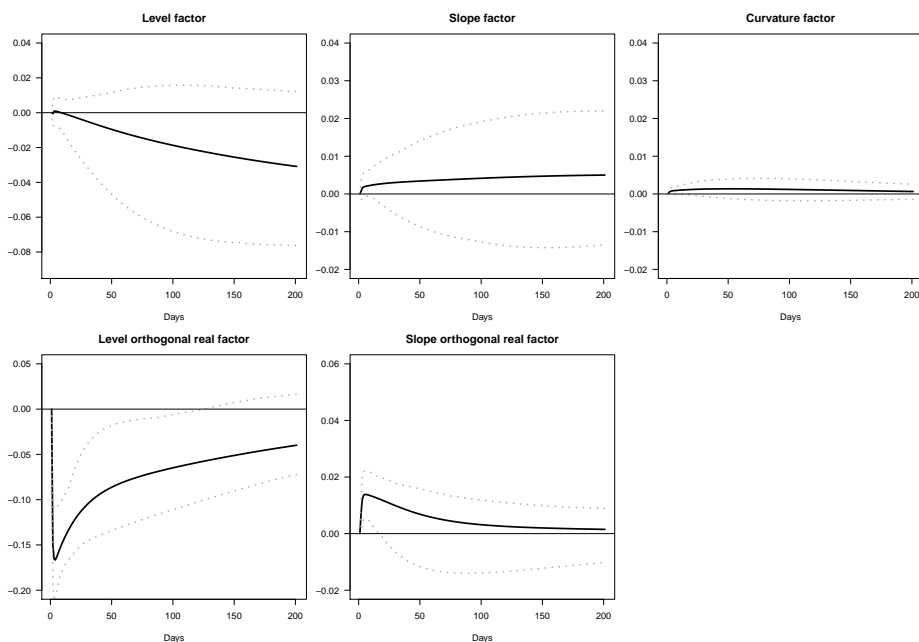 Level factor
0.04
0.02
0.00
−0.02
−0.04
−0.06
−0.08
0 50 100 150 200
Days
Slope factor
0.04
0.03
0.02
0.01
0.00
−0.01
−0.02
0 50 100 150 200
Days
Curvature factor
0.04
0.03
0.02
0.01
0.00
−0.01
−0.02
0 50 100 150 200
Days
Level orthogonal real factor
0.05
0.00
−0.05
−0.10
−0.15
−0.20
0 50 100 150 200
Days
Slope orthogonal real factor
0.06
0.04
0.02
0.00
−0.02
0 50 100 150 200
Days